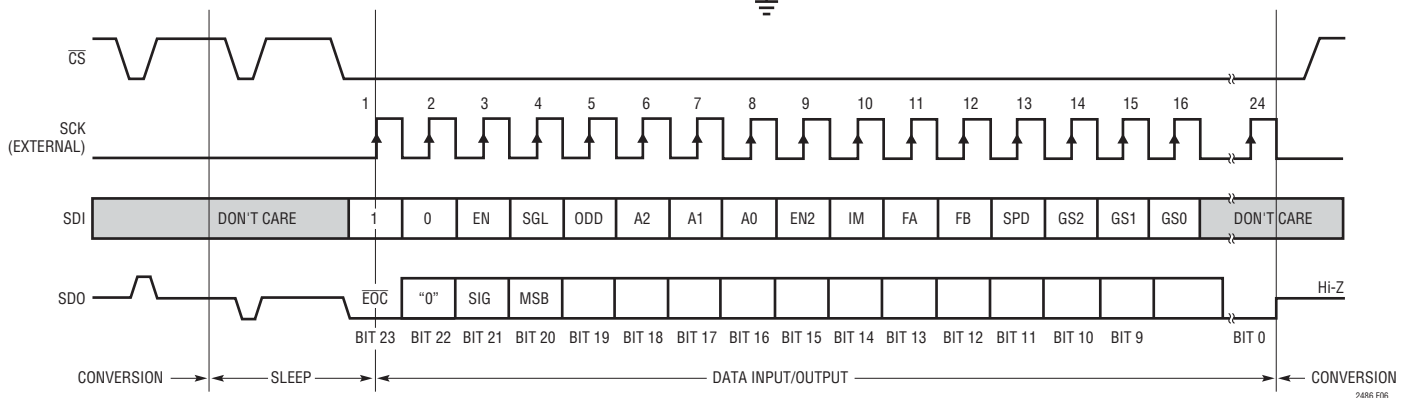 CS
1 2 3 4 5 6 7 8 9 10 11 12 13 14 15 16 24
SCK
(EXTERNAL)
SDI DON'T CARE 1 0 EN SGL ODD A2 A1 A0 EN2 IM FA FB SPD GS2 GS1 GS0 DON'T CARE
Hi-Z
SDO EOC "0" SIG MSB
BIT 23 BIT 22 BIT 21 BIT 20 BIT 19 BIT 18 BIT 17 BIT 16 BIT 15 BIT 14 BIT 13 BIT 12 BIT 11 BIT 10 BIT 9 BIT 0
CONVERSION SLEEP DATA INPUT/OUTPUT CONVERSION
2486 F06